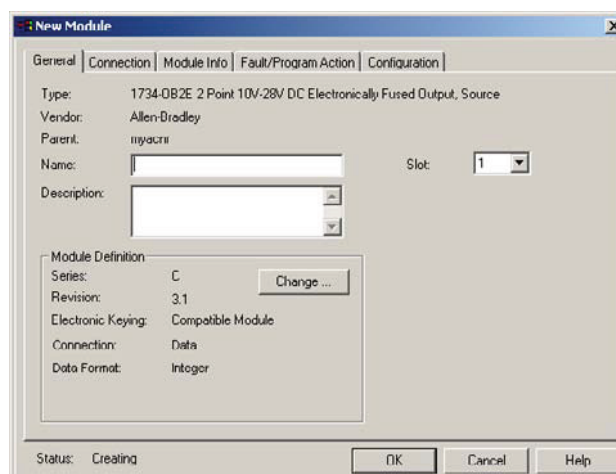 New Module
General Connection Module Info Fault/Program Action Configuration
Type: 1734-OB2E 2 Point 10V-28V DC Electronically Fused Output, Source
Vendor: Allen-Bradley
Parent: myacnr
Name: Slot: 1
Description:
Module Definition
Series: C Change ...
Revision: 3.1
Electronic Keying: Compatible Module
Connection: Data
Data Format: Integer
Status: Creating OK Cancel Help